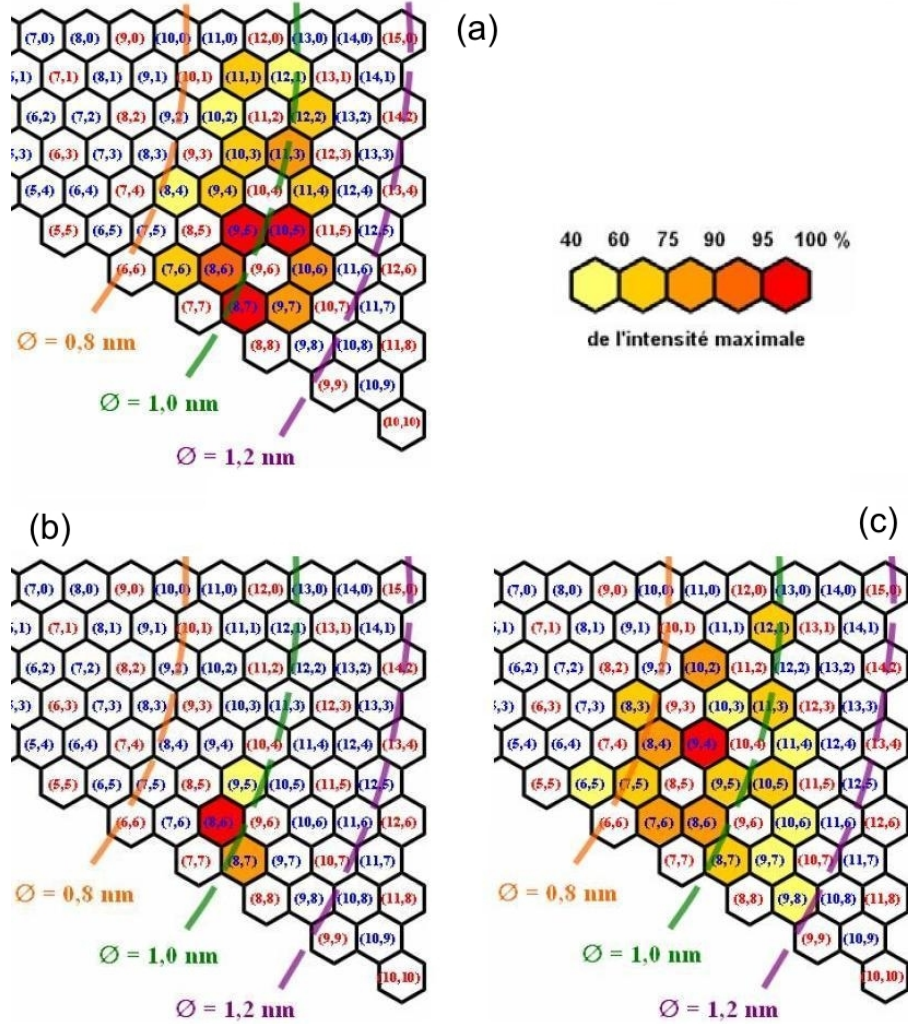 (7,0) (8,0) (9,0) (10,0) (11,0) (12,0) (13,0) (14,0) (15,0)
(a)
5,1) (7,1) (8,1) (9,1) (10,1) (11,1) (12,1) (13,1) (14,1)
(6,2) (7,2) (8,2) (9,2) (10,2) (11,2) (12,2) (13,2) (14,2)
5,3) (6,3) (7,3) (8,3) (9,3) (10,3) (11,3) (12,3) (13,3)
(5,4) (6,4) (7,4) (8,4) (9,4) (10,4) (11,4) (12,4) (13,4)
(5,5) (6,5) (7,5) (8,5) (9,5) (10,5) (11,5) (12,5)
(6,6) (7,6) (8,6) (9,6) (10,6) (11,6) (12,6)
(7,7) (8,7) (9,7) (10,7) (11,7)
(8,8) (9,8) (10,8) (11,8)
(9,9) (10,9)
(10,10)
∅ = 0,8 nm
∅ = 1,0 nm
∅ = 1,2 nm
40 60 75 90 95 100 %
de l'intensité maximale
(b)
(7,0) (8,0) (9,0) (10,0) (11,0) (12,0) (13,0) (14,0) (15,0)
5,1) (7,1) (8,1) (9,1) (10,1) (11,1) (12,1) (13,1) (14,1)
(6,2) (7,2) (8,2) (9,2) (10,2) (11,2) (12,2) (13,2) (14,2)
5,3) (6,3) (7,3) (8,3) (9,3) (10,3) (11,3) (12,3) (13,3)
(5,4) (6,4) (7,4) (8,4) (9,4) (10,4) (11,4) (12,4) (13,4)
(5,5) (6,5) (7,5) (8,5) (9,5) (10,5) (11,5) (12,5)
(6,6) (7,6) (8,6) (9,6) (10,6) (11,6) (12,6)
(7,7) (8,7) (9,7) (10,7) (11,7)
(8,8) (9,8) (10,8) (11,8)
(9,9) (10,9)
(10,10)
∅ = 0,8 nm
∅ = 1,0 nm
∅ = 1,2 nm
(c)
(7,0) (8,0) (9,0) (10,0) (11,0) (12,0) (13,0) (14,0) (15,0)
5,1) (7,1) (8,1) (9,1) (10,1) (11,1) (12,1) (13,1) (14,1)
(6,2) (7,2) (8,2) (9,2) (10,2) (11,2) (12,2) (13,2) (14,2)
5,3) (6,3) (7,3) (8,3) (9,3) (10,3) (11,3) (12,3) (13,3)
(5,4) (6,4) (7,4) (8,4) (9,4) (10,4) (11,4) (12,4) (13,4)
(5,5) (6,5) (7,5) (8,5) (9,5) (10,5) (11,5) (12,5)
(6,6) (7,6) (8,6) (9,6) (10,6) (11,6) (12,6)
(7,7) (8,7) (9,7) (10,7) (11,7)
(8,8) (9,8) (10,8) (11,8)
(9,9) (10,9)
(10,10)
∅ = 0,8 nm
∅ = 1,0 nm
∅ = 1,2 nm